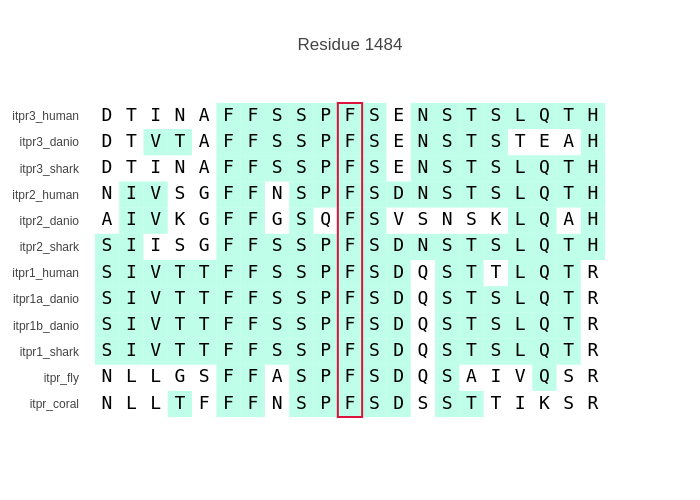 Residue 1484
itpr3_human D T I N A F F S S P F S E N S T S L Q T H
itpr3_danio D T V T A F F S S P F S E N S T S T E A H
itpr3_shark D T I N A F F S S P F S E N S T S L Q T H
itpr2_human N I V S G F F N S P F S D N S T S L Q T H
itpr2_danio A I V K G F F G S Q F S V S N S K L Q A H
itpr2_shark S I I S G F F S S P F S D N S T S L Q T H
itpr1_human S I V T T F F S S P F S D Q S T T L Q T R
itpr1a_danio S I V T T F F S S P F S D Q S T S L Q T R
itpr1b_danio S I V T T F F S S P F S D Q S T S L Q T R
itpr1_shark S I V T T F F S S P F S D Q S T S L Q T R
itpr_fly N L L G S F F A S P F S D Q S A I V Q S R
itpr_coral N L L T F F F N S P F S D S S T T I K S R